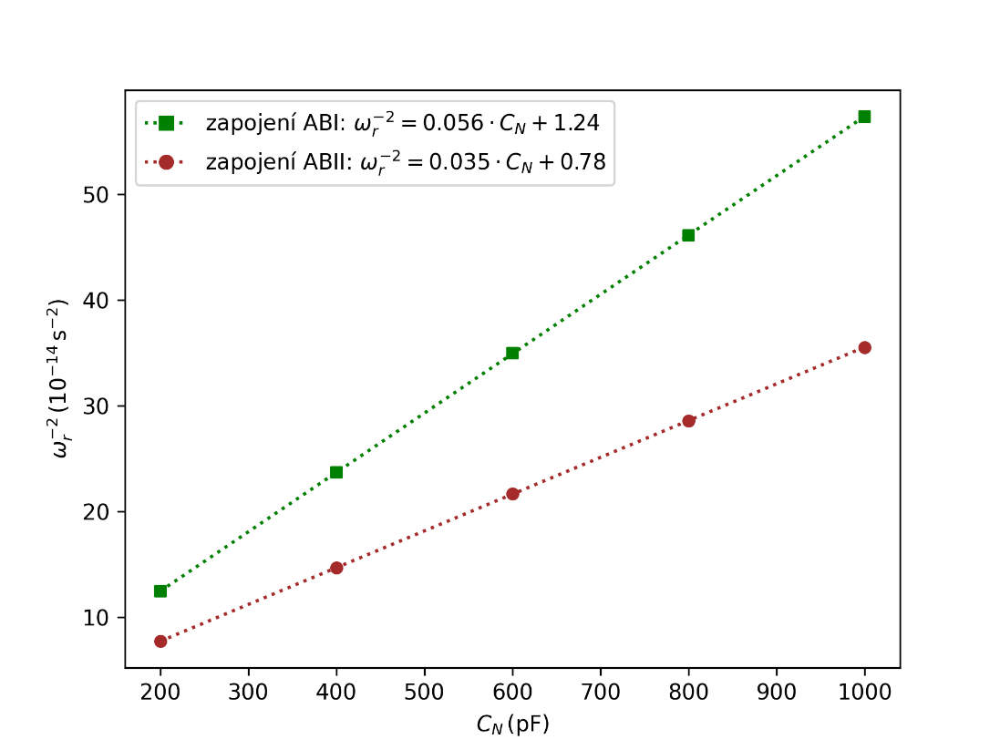 zapojení ABI: ω_r^{−2} = 0.056 · C_N + 1.24
zapojení ABII: ω_r^{−2} = 0.035 · C_N + 0.78
50
40
30
20
10
ω_r^{−2} (10^{−14} s^{−2})
200 300 400 500 600 700 800 900 1000
C_N (pF)